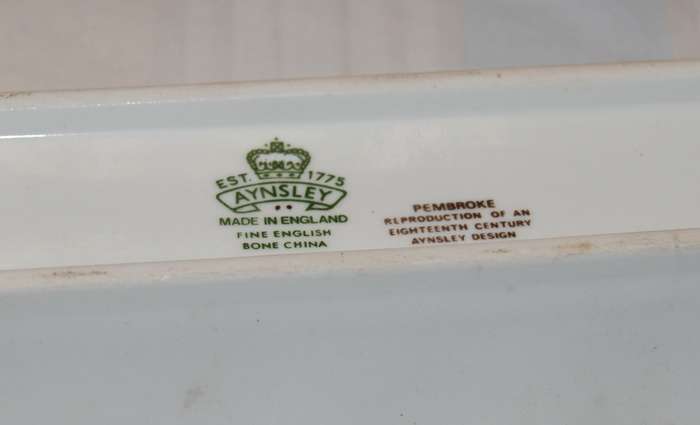 EST. 1775
AYNSLEY
MADE IN ENGLAND
FINE ENGLISH
BONE CHINA
PEMBROKE
REPRODUCTION OF AN
EIGHTEENTH CENTURY
AYNSLEY DESIGN